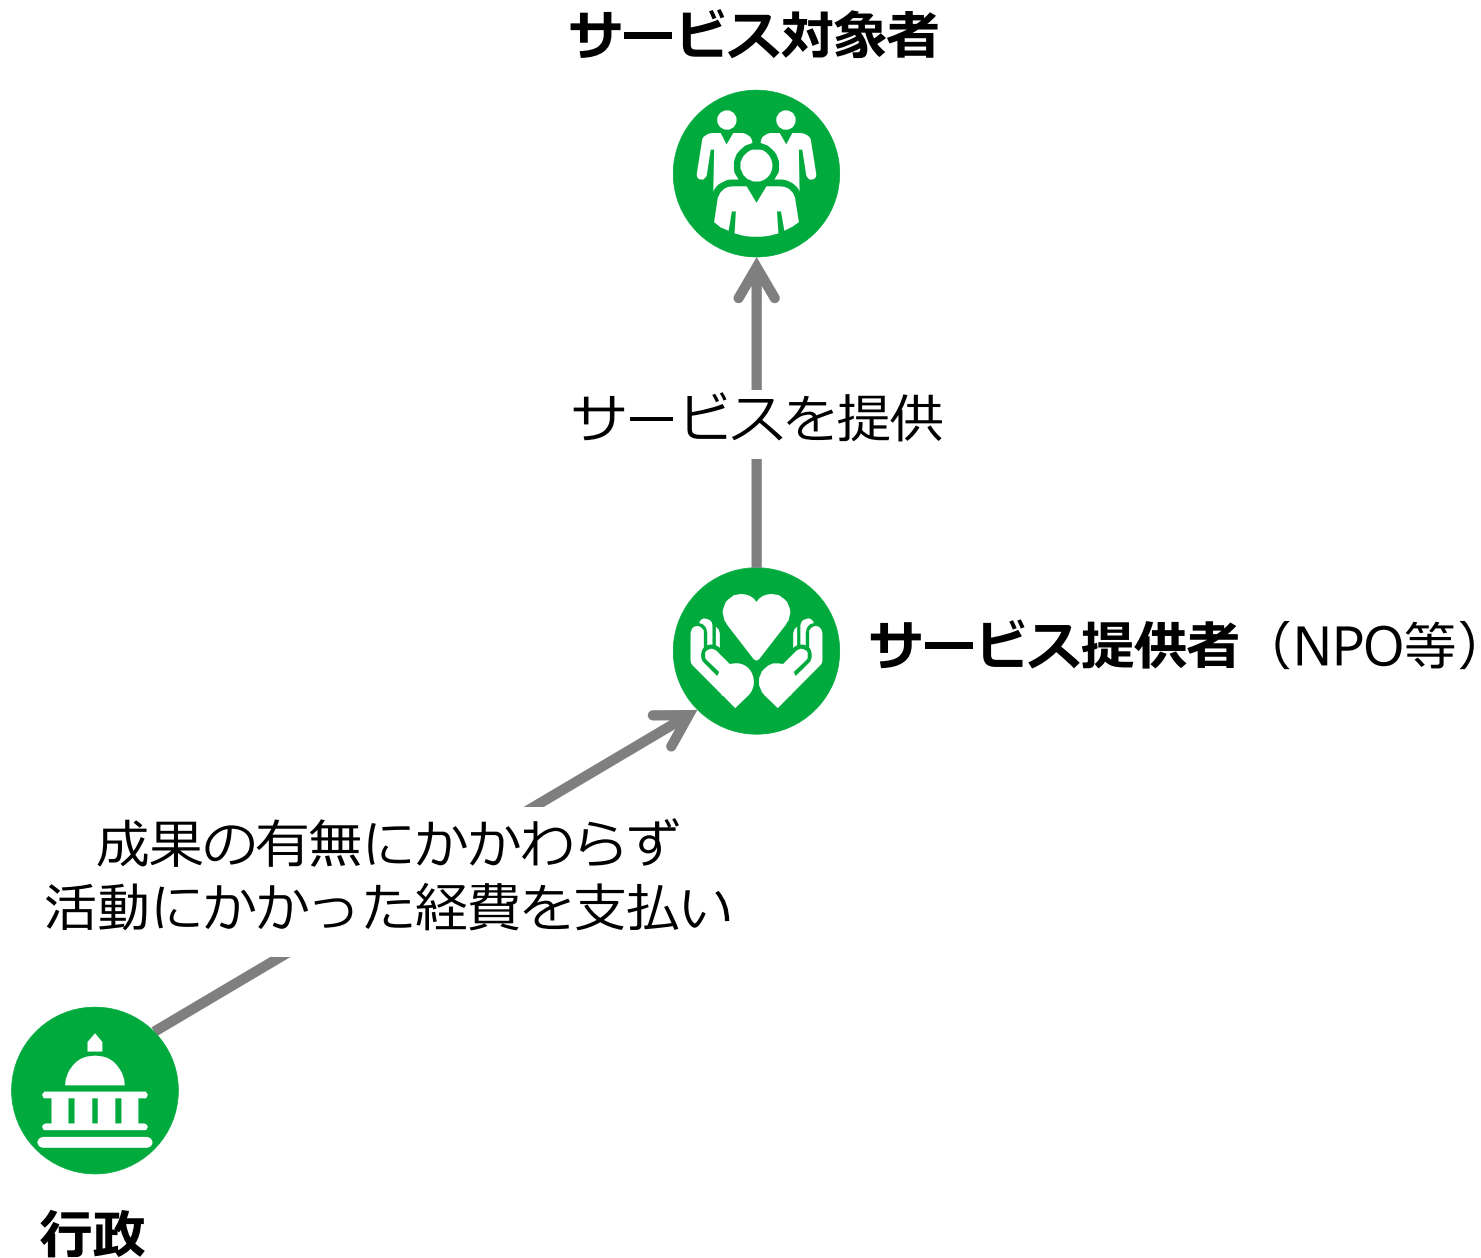 サービス対象者
サービスを提供
サービス提供者（NPO等）
成果の有無にかかわらず
活動にかかった経費を支払い
行政